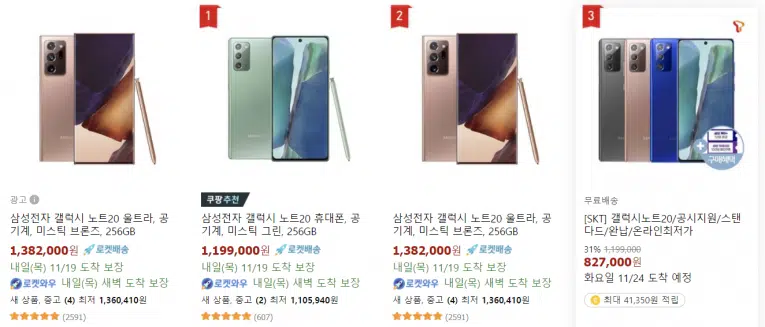 1
2
3
구매혜택
광고
삼성전자 갤럭시 노트20 울트라, 공
기계, 미스틱 브론즈, 256GB
1,382,000원 로켓배송
내일(목) 11/19 도착 보장
로켓와우 내일(목) 새벽 도착 보장
새 상품, 중고 (4) 최저 1,360,410원
(2591)
쿠팡추천
삼성전자 갤럭시 노트20 휴대폰, 공
기계, 미스틱 그린, 256GB
1,199,000원 로켓배송
내일(목) 11/19 도착 보장
로켓와우 내일(목) 새벽 도착 보장
새 상품, 중고 (2) 최저 1,105,940원
(607)
삼성전자 갤럭시 노트20 울트라, 공
기계, 미스틱 브론즈, 256GB
1,382,000원 로켓배송
내일(목) 11/19 도착 보장
로켓와우 내일(목) 새벽 도착 보장
새 상품, 중고 (4) 최저 1,360,410원
(2591)
무료배송
[SKT] 갤럭시노트20/공시지원/스탠
다드/완납/온라인최저가
31% 1,199,000
827,000원
화요일 11/24 도착 예정
최대 41,350원 적립